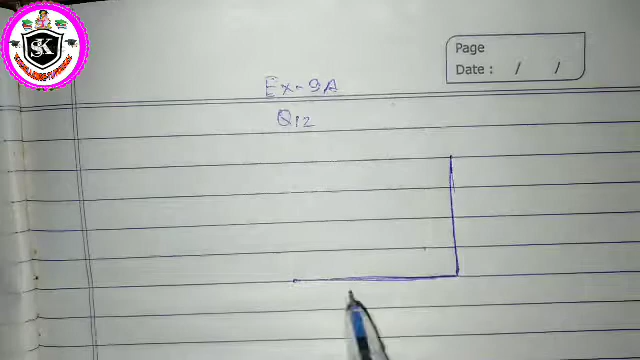 SK
Page
Date : / /
Ex-9A
Q12